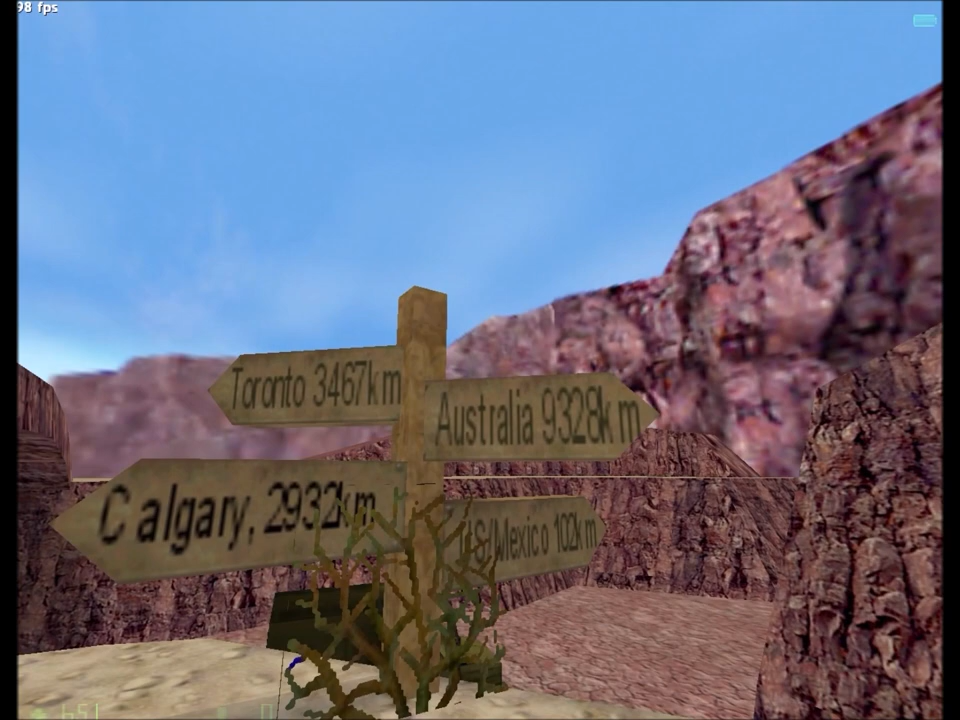 98 fps
Toronto 3467km
Australia 9328km
Calgary, 2932km
US/Mexico 102km